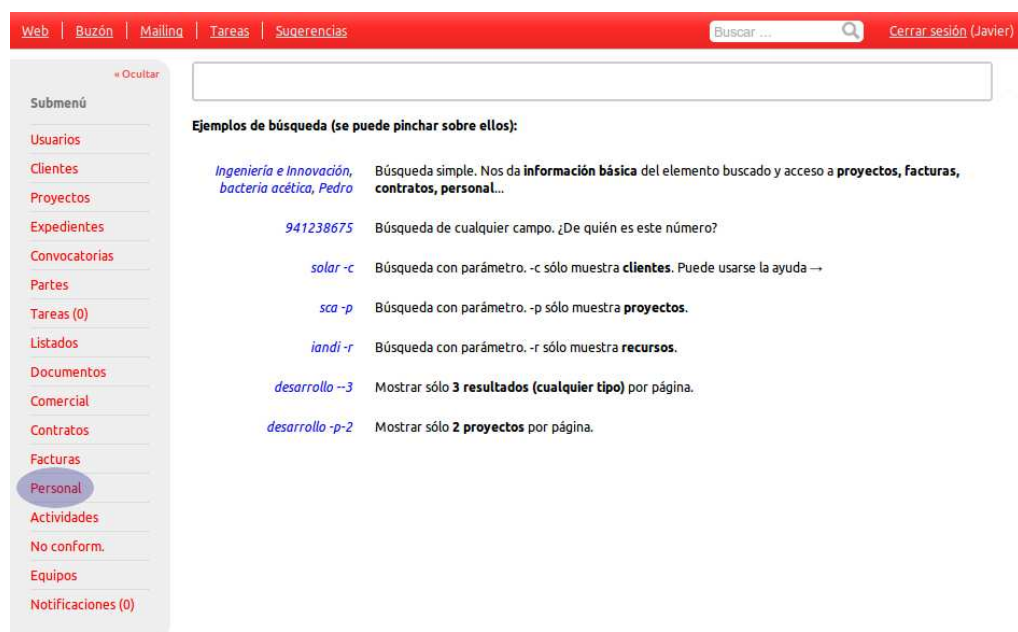 Web | Buzón | Mailing | Tareas | Sugerencias Buscar ... Cerrar sesión (Javier)
« Ocultar
Submenú
Usuarios
Clientes
Proyectos
Expedientes
Convocatorias
Partes
Tareas (0)
Listados
Documentos
Comercial
Contratos
Facturas
Personal
Actividades
No conform.
Equipos
Notificaciones (0)
Ejemplos de búsqueda (se puede pinchar sobre ellos):
Ingeniería e Innovación, bacteria acética, Pedro
Búsqueda simple. Nos da información básica del elemento buscado y acceso a proyectos, facturas,
contratos, personal...
941238675 Búsqueda de cualquier campo. ¿De quién es este número?
solar -c Búsqueda con parámetro. -c sólo muestra clientes. Puede usarse la ayuda →
sca -p Búsqueda con parámetro. -p sólo muestra proyectos.
iandi -r Búsqueda con parámetro. -r sólo muestra recursos.
desarrollo --3 Mostrar sólo 3 resultados (cualquier tipo) por página.
desarrollo -p-2 Mostrar sólo 2 proyectos por página.